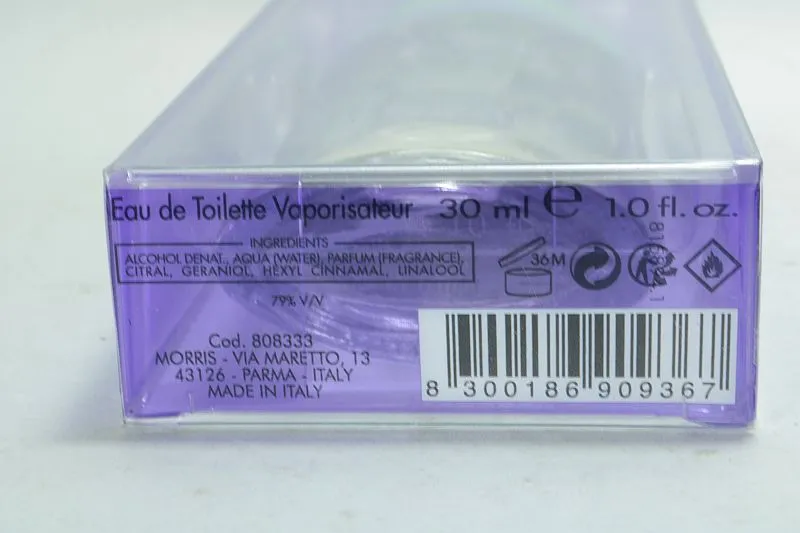 Eau de Toilette Vaporisateur 30 ml e 1.0 fl. oz.
INGREDIENTS
ALCOHOL DENAT., AQUA (WATER), PARFUM (FRAGRANCE),
CITRAL, GERANIOL, HEXYL CINNAMAL, LINALOOL
36M
79% V/V
Cod. 808333
MORRIS - VIA MARETTO, 13
43126 - PARMA - ITALY
MADE IN ITALY
8 300186 909367